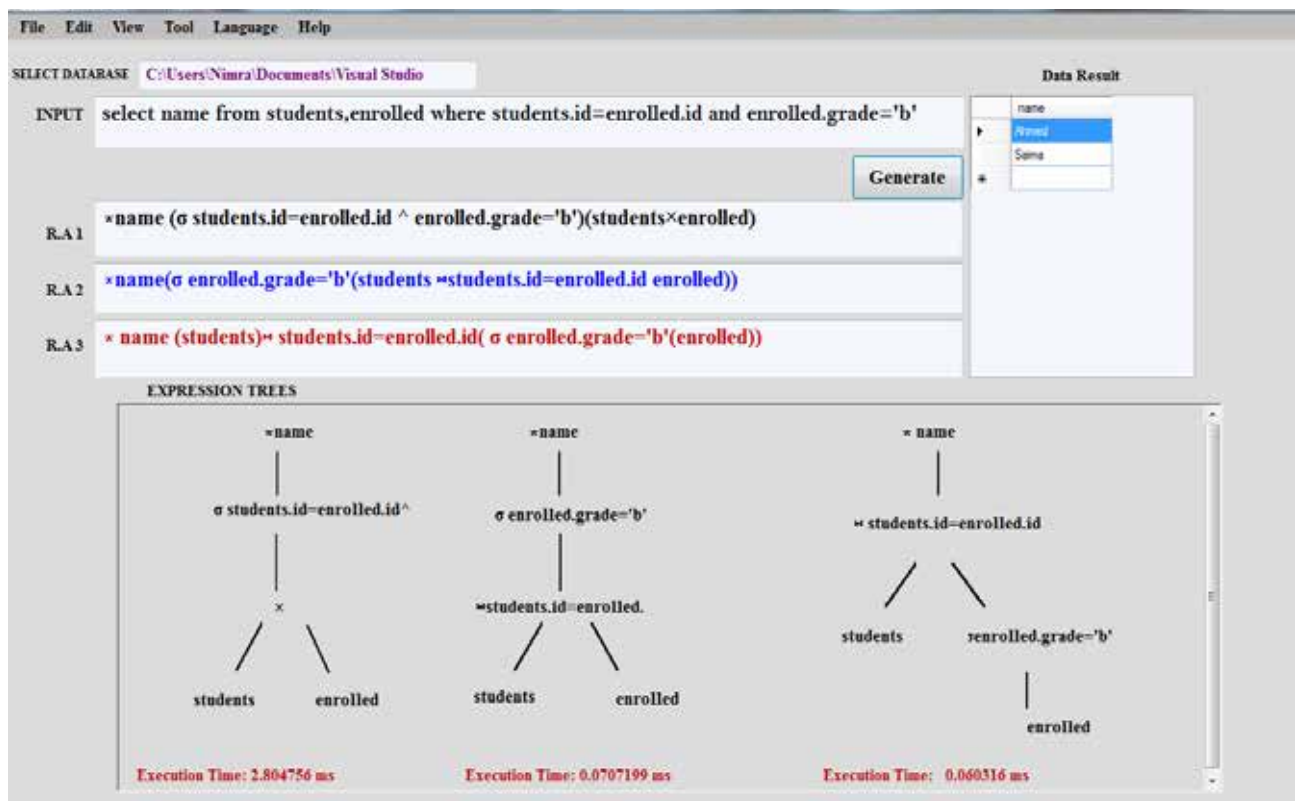 File Edit View Tool Language Help
SELECT DATABASE C:\Users\Nimra\Documents\Visual Studio
Data Result
INPUT select name from students,enrolled where students.id=enrolled.id and enrolled.grade='b'
name
Ahmed
Saima
Generate
R.A 1 ×name (σ students.id=enrolled.id ^ enrolled.grade='b')(students×enrolled)
R.A 2 ×name(σ enrolled.grade='b'(students ⋈students.id=enrolled.id enrolled))
R.A 3 × name (students)⋈ students.id=enrolled.id( σ enrolled.grade='b'(enrolled))
EXPRESSION TREES
×name
σ students.id=enrolled.id^
×
students enrolled
Execution Time: 2.804756 ms
×name
σ enrolled.grade='b'
⋈students.id=enrolled.
students enrolled
Execution Time: 0.0707199 ms
× name
⋈ students.id=enrolled.id
students σenrolled.grade='b'
enrolled
Execution Time: 0.060316 ms